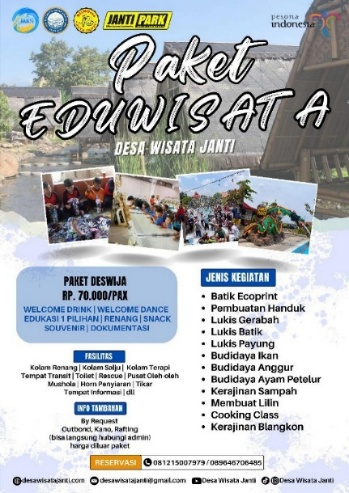 JANTI PARK
pesona
indonesia
Paket
EDUWISATA
DESA WISATA JANTI
PAKET DESWIJA
RP. 70.000/PAX
WELCOME DRINK | WELCOME DANCE
EDUKASI 1 PILIHAN | RENANG | SNACK
SOUVENIR | DOKUMENTASI
FASILITAS
Kolam Renang | Kolam Salju | Kolam Terapi
Tempat Transit | Toilet | Rescue | Pusat Oleh-oleh
Mushola | Horn Penyiaran | Tikar
Tempat Informasi | dll
INFO TAMBAHAN
By Request
Outbond, Kano, Rafting
(bisa langsung hubungi admin)
harga diluar paket
JENIS KEGIATAN
• Batik Ecoprint
• Pembuatan Handuk
• Lukis Gerabah
• Lukis Batik
• Lukis Payung
• Budidaya Ikan
• Budidaya Anggur
• Budidaya Ayam Petelur
• Kerajinan Sampah
• Membuat Lilin
• Cooking Class
• Kerajinan Blangkon
RESERVASI 081215007979 / 089646706485
desawisatajanti.com desawisatajanti@gmail.com Desa Wisata Janti Desa Wisata Janti